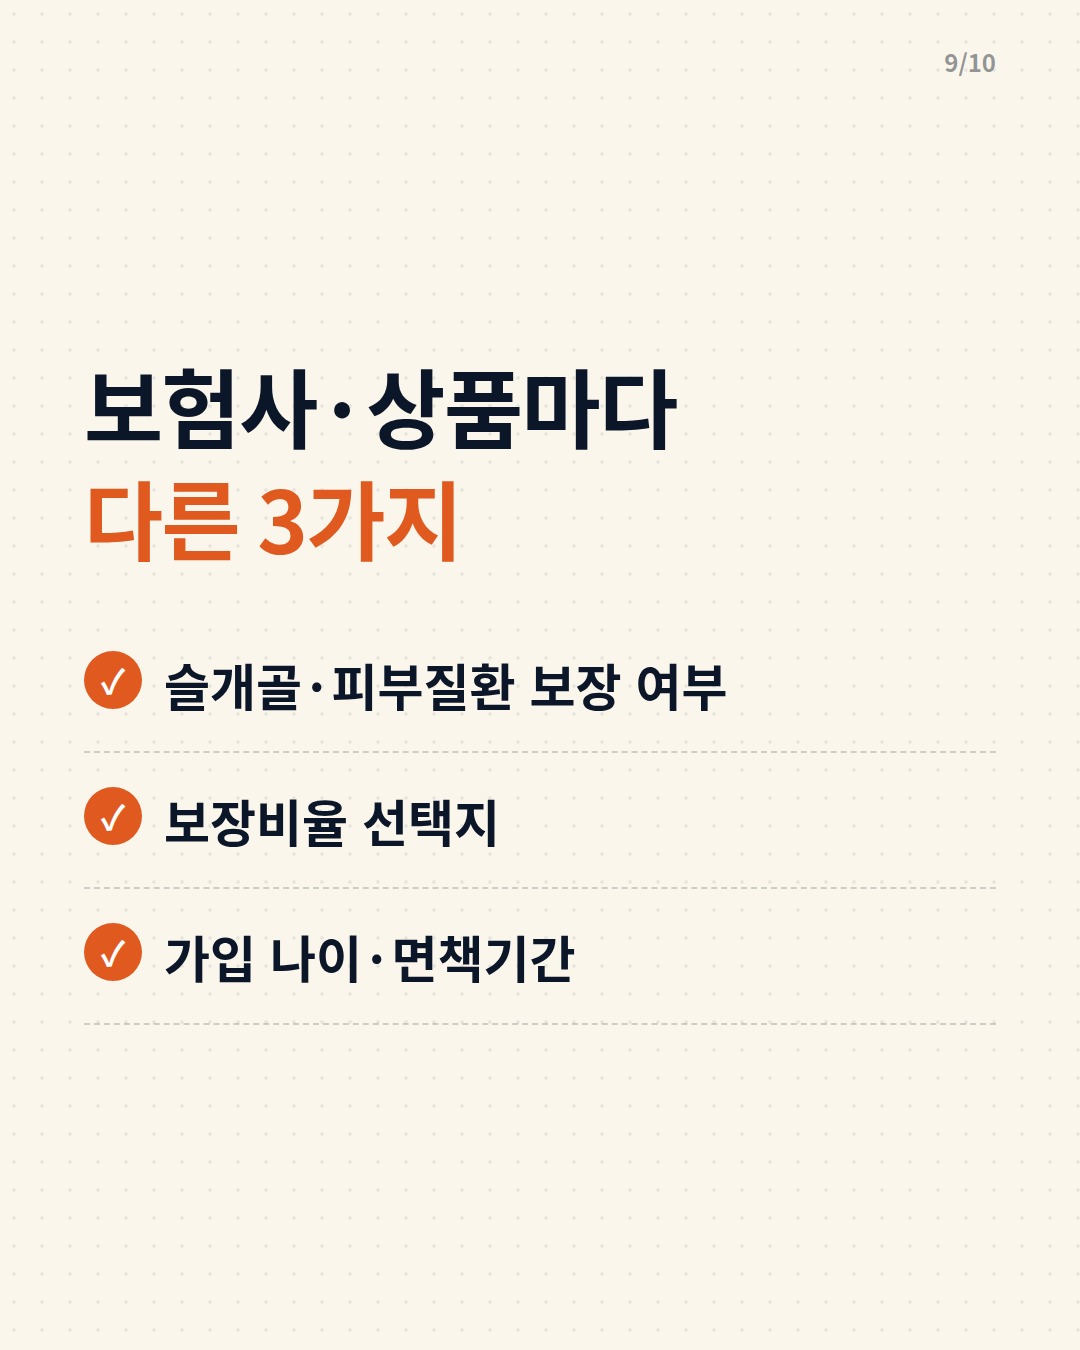 9/10
보험사·상품마다
다른 3가지
✓ 슬개골·피부질환 보장 여부
✓ 보장비율 선택지
✓ 가입 나이·면책기간